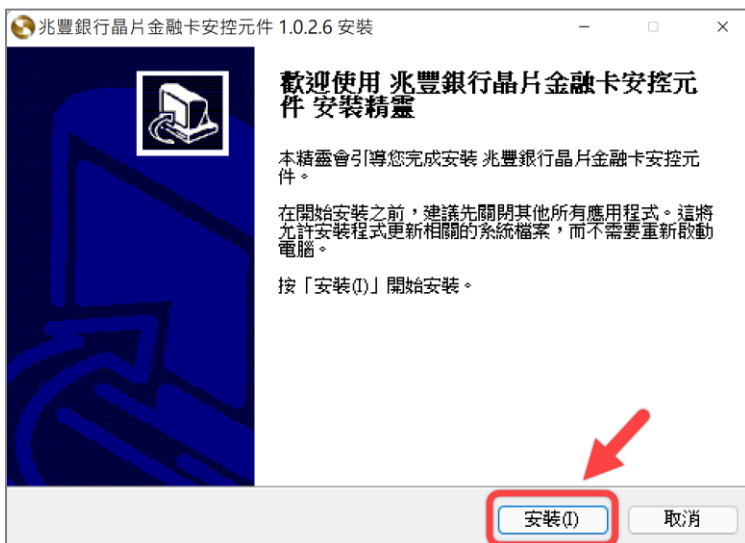 兆豐銀行晶片金融卡安控元件 1.0.2.6 安裝
歡迎使用 兆豐銀行晶片金融卡安控元
件 安裝精靈
本精靈會引導您完成安裝 兆豐銀行晶片金融卡安控元
件。
在開始安裝之前，建議先關閉其他所有應用程式。這將
允許安裝程式更新相關的系統檔案，而不需要重新啟動
電腦。
按「安裝(I)」開始安裝。
安裝(I)
取消